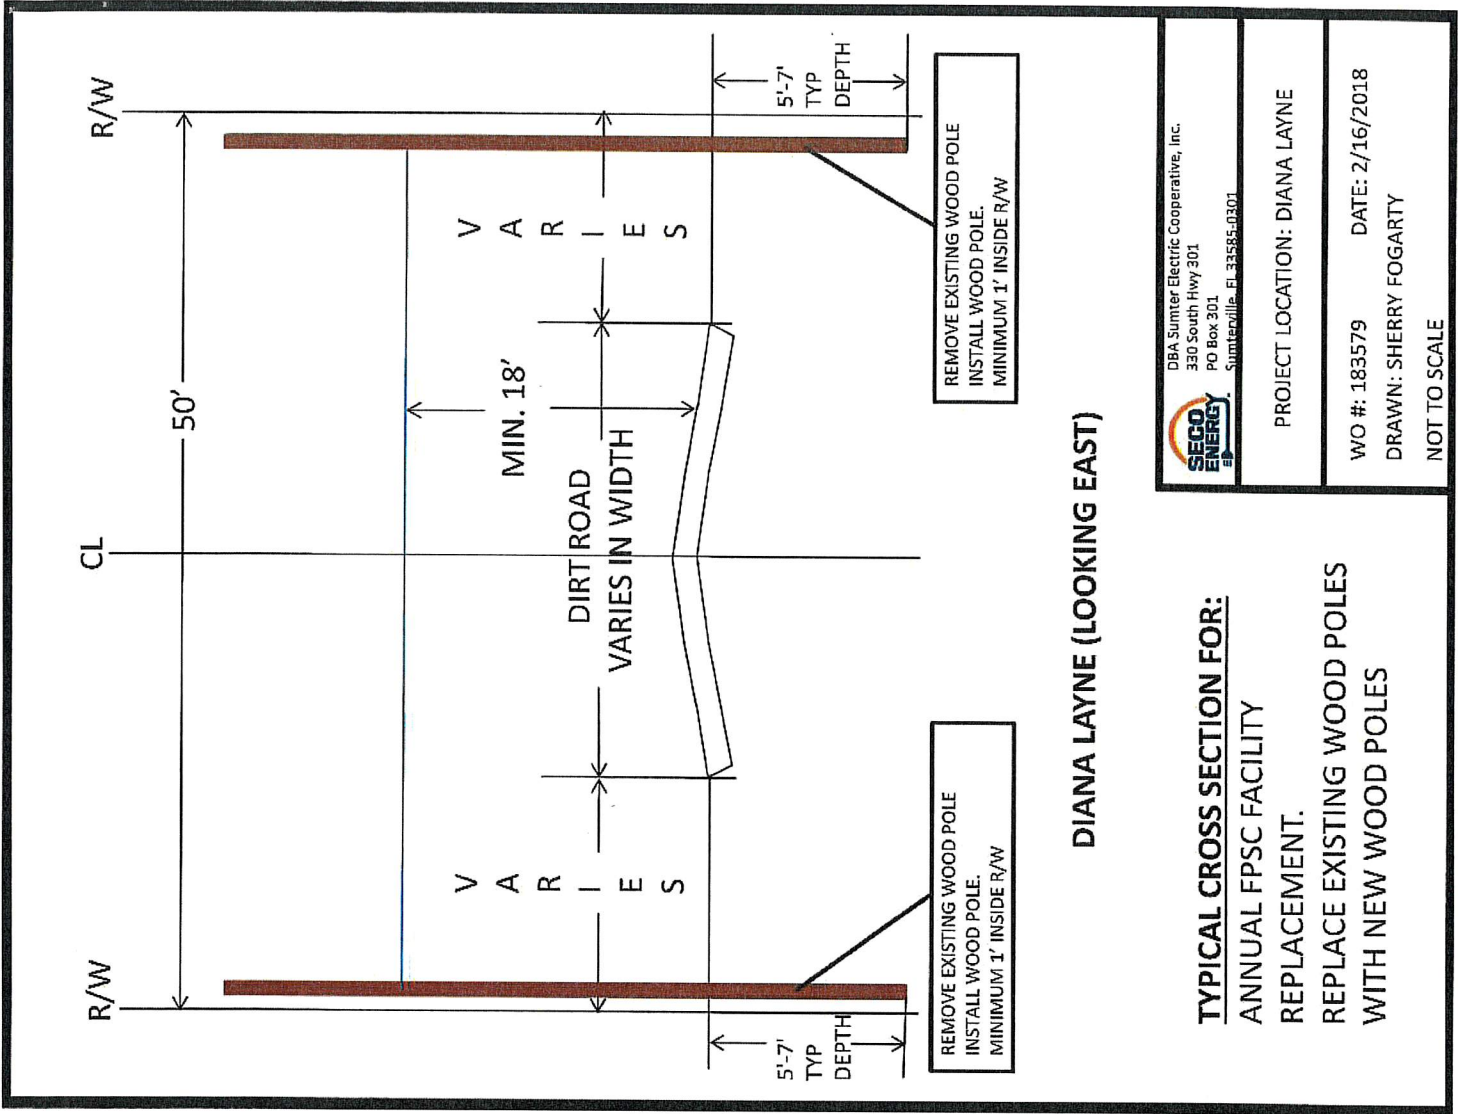 CL
R/W
R/W
50'
MIN. 18'
DIRT ROAD
VARIES IN WIDTH
V
A
R
I
E
S
V
A
R
I
E
S
5'-7'
TYP
DEPTH
5'-7'
TYP
DEPTH
REMOVE EXISTING WOOD POLE
INSTALL WOOD POLE.
MINIMUM 1' INSIDE R/W
REMOVE EXISTING WOOD POLE
INSTALL WOOD POLE.
MINIMUM 1' INSIDE R/W
DIANA LAYNE (LOOKING EAST)
TYPICAL CROSS SECTION FOR:
ANNUAL FPSC FACILITY
REPLACEMENT.
REPLACE EXISTING WOOD POLES
WITH NEW WOOD POLES
SECO
ENERGY
DBA Sumter Electric Cooperative, Inc.
330 South Hwy 301
PO Box 301
Sumterville, FL 33585-0301
PROJECT LOCATION: DIANA LAYNE
WO #: 183579 DATE: 2/16/2018
DRAWN: SHERRY FOGARTY
NOT TO SCALE